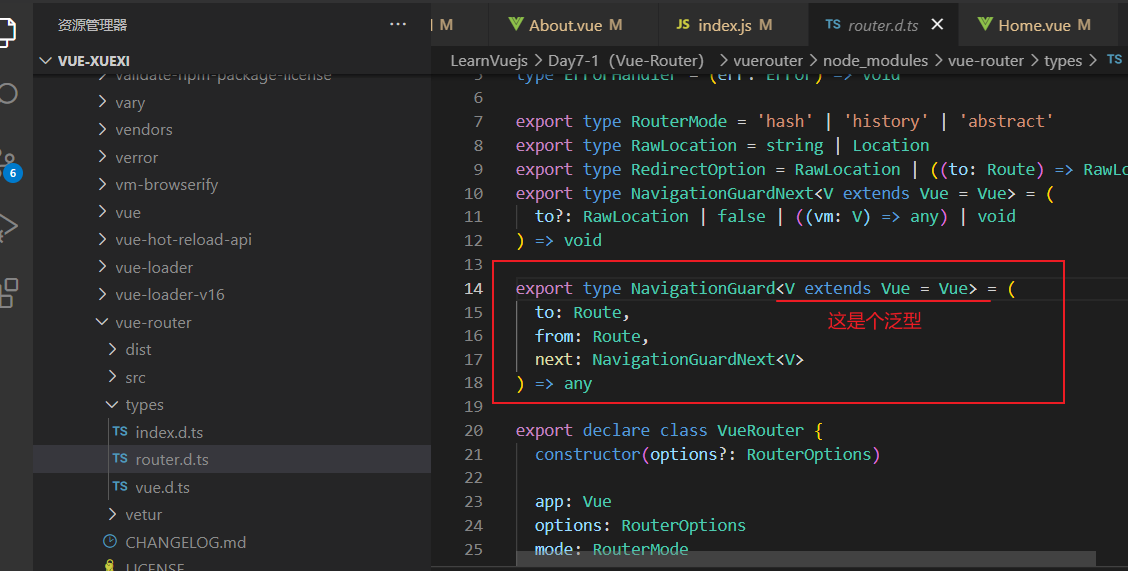 资源管理器
···
M
About.vue M
JS index.js M
TS router.d.ts
Home.vue M
VUE-XUEXI
LearnVuejs > Day7-1（Vue-Router） > vuerouter > node_modules > vue-router > types > TS
validate-npm-package-license
vary
vendors
verror
vm-browserify
vue
vue-hot-reload-api
vue-loader
vue-loader-v16
vue-router
dist
src
types
TS index.d.ts
TS router.d.ts
TS vue.d.ts
vetur
CHANGELOG.md
LICENSE
6
5 type ErrorHandler = (err: Error) => void
6
7 export type RouterMode = 'hash' | 'history' | 'abstract'
8 export type RawLocation = string | Location
9 export type RedirectOption = RawLocation | ((to: Route) => RawLo
10 export type NavigationGuardNext<V extends Vue = Vue> = (
11 to?: RawLocation | false | ((vm: V) => any) | void
12 ) => void
13
14 export type NavigationGuard<V extends Vue = Vue> = (
15 to: Route,
这是个泛型
16 from: Route,
17 next: NavigationGuardNext<V>
18 ) => any
19
20 export declare class VueRouter {
21 constructor(options?: RouterOptions)
22
23 app: Vue
24 options: RouterOptions
25 mode: RouterMode